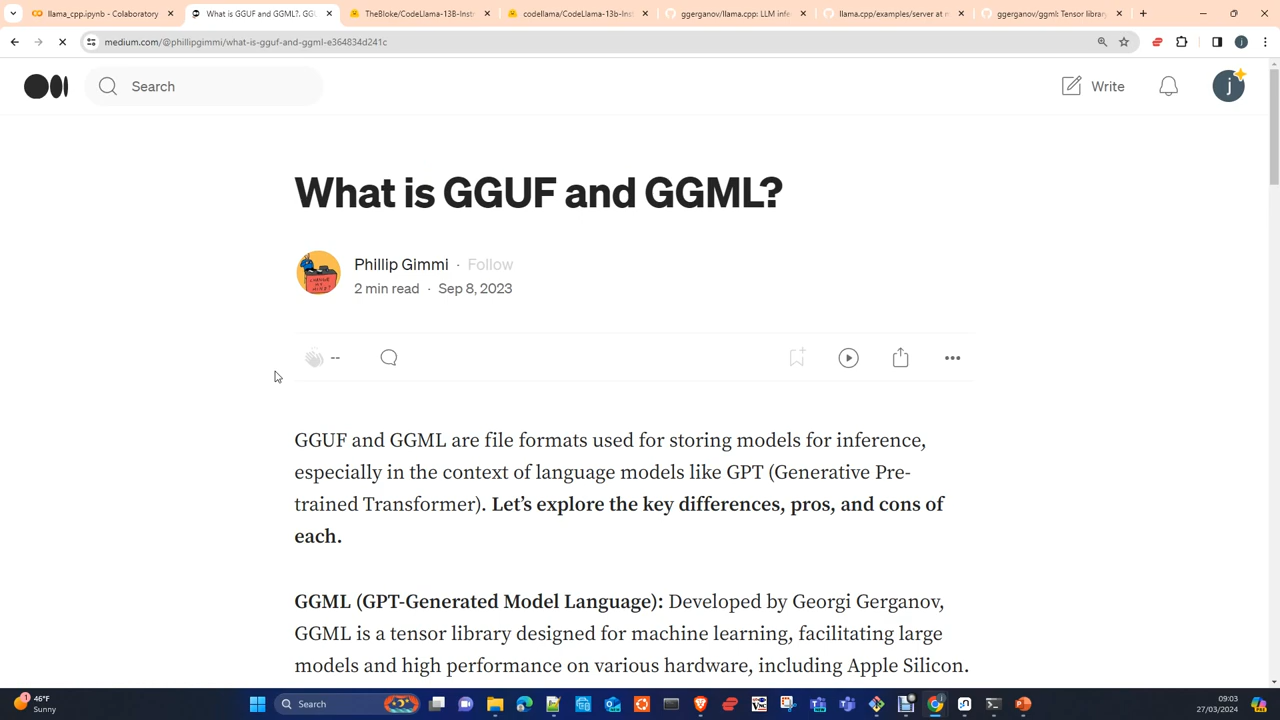 llama_cpp.ipynb - Colaboratory
What is GGUF and GGML?. GGU
TheBloke/CodeLlama-13B-Instr
codellama/CodeLlama-13b-Inst
ggerganov/llama.cpp: LLM infe
llama.cpp/examples/server at m
ggerganov/ggml: Tensor library
medium.com/@phillipgimmi/what-is-gguf-and-ggml-e364834d241c
j
Search
Write
j
What is GGUF and GGML?
Phillip Gimmi · Follow
2 min read · Sep 8, 2023
--
GGUF and GGML are file formats used for storing models for inference,
especially in the context of language models like GPT (Generative Pre-
trained Transformer). Let’s explore the key differences, pros, and cons of
each.
GGML (GPT-Generated Model Language): Developed by Georgi Gerganov,
GGML is a tensor library designed for machine learning, facilitating large
models and high performance on various hardware, including Apple Silicon.
1
46°F
Sunny
Search
09:03
27/03/2024